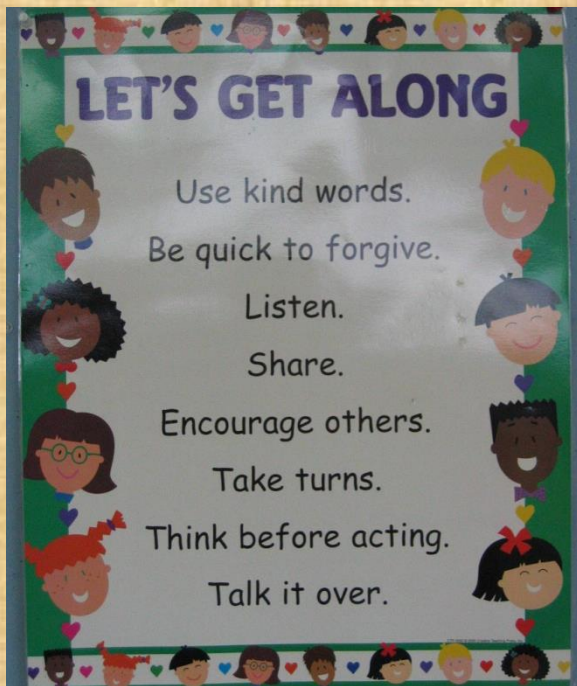 LET'S GET ALONG
Use kind words.
Be quick to forgive.
Listen.
Share.
Encourage others.
Take turns.
Think before acting.
Talk it over.